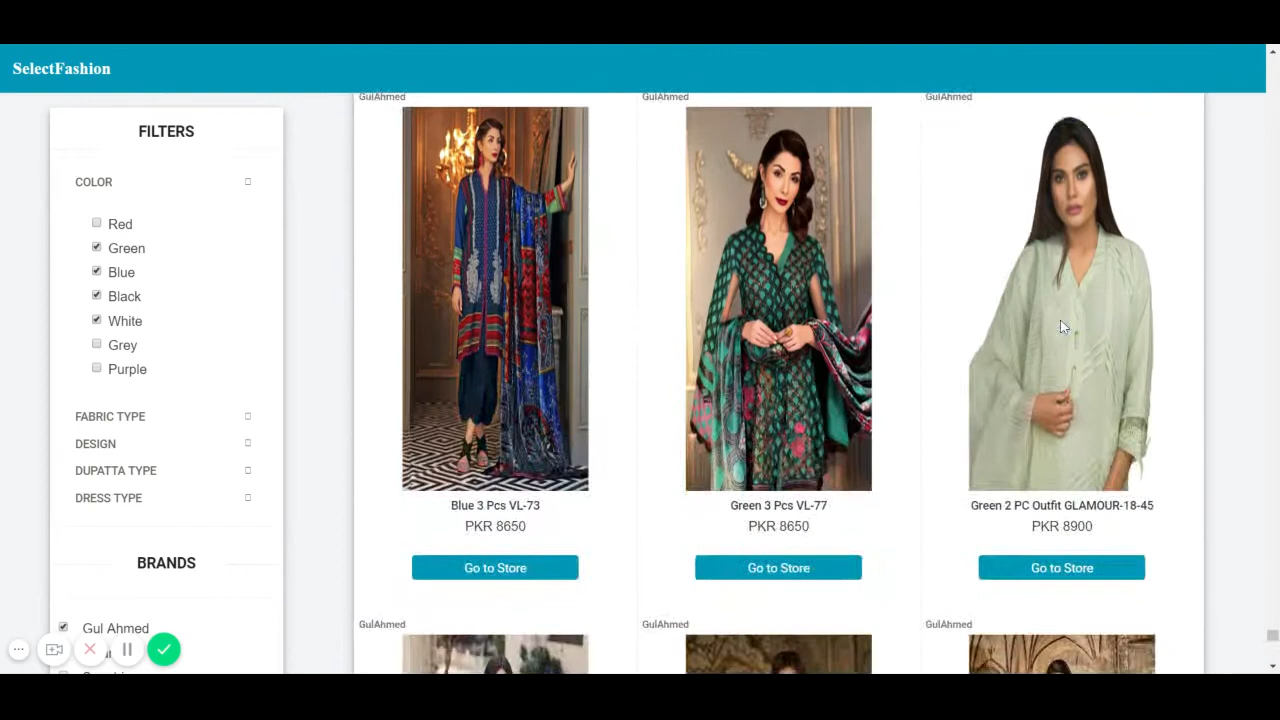 SelectFashion
FILTERS
COLOR
Red
Green
Blue
Black
White
Grey
Purple
FABRIC TYPE
DESIGN
DUPATTA TYPE
DRESS TYPE
BRANDS
Gul Ahmed
GulAhmed GulAhmed GulAhmed
Blue 3 Pcs VL-73 Green 3 Pcs VL-77 Green 2 PC Outfit GLAMOUR-18-45
PKR 8650 PKR 8650 PKR 8900
Go to Store Go to Store Go to Store
GulAhmed GulAhmed GulAhmed